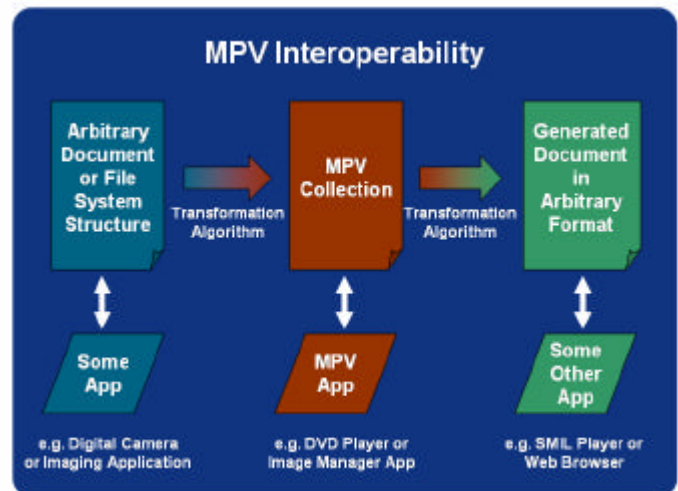 MPV Interoperability
Arbitrary
Document
or File
System
Structure
Transformation
Algorithm
MPV
Collection
Transformation
Algorithm
Generated
Document
in
Arbitrary
Format
Some
App
MPV
App
Some
Other
App
e.g. Digital Camera
or Imaging Application
e.g. DVD Player or
Image Manager App
e.g. SMIL Player or
Web Browser